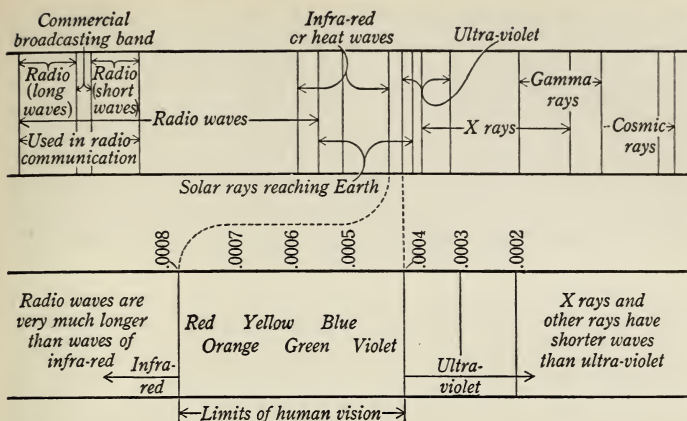 Commercial
broadcasting band
Infra-red
cr heat waves
Ultra-violet
Radio
(long
waves)
Radio
(short
waves)
Used in radio
communication
Radio waves
Solar rays reaching Earth
X rays
Gamma
rays
Cosmic
rays
.0008
.0007
.0006
.0005
.0004
.0003
.0002
Radio waves are
very much longer
than waves of
infra-red
Infra-
red
Red Yellow Blue
Orange Green Violet
Ultra-
violet
X rays and
other rays have
shorter waves
than ultra-violet
Limits of human vision